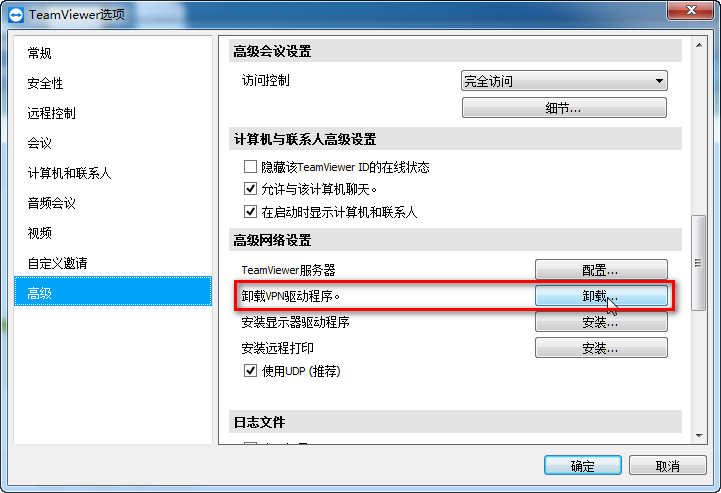 TeamViewer选项
常规
安全性
远程控制
会议
计算机和联系人
音频会议
视频
自定义邀请
高级
高级会议设置
访问控制 完全访问
细节...
计算机与联系人高级设置
隐藏该TeamViewer ID的在线状态
允许与该计算机聊天。
在启动时显示计算机和联系人
高级网络设置
TeamViewer服务器 配置...
卸载VPN驱动程序。 卸载...
安装显示器驱动程序 安装...
安装远程打印 安装...
使用UDP (推荐)
日志文件
确定 取消